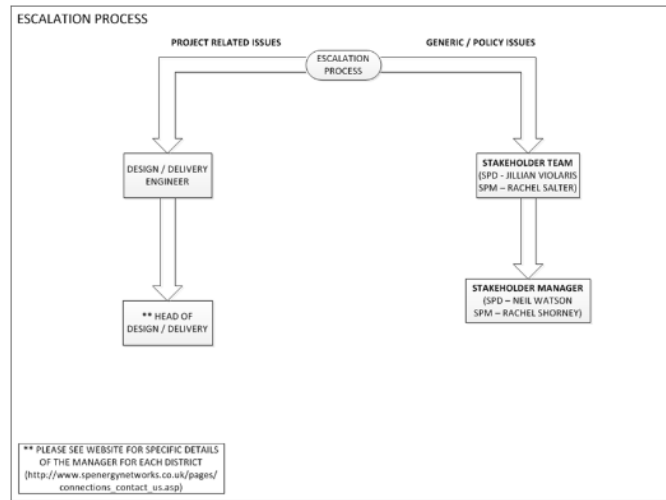 ESCALATION PROCESS
PROJECT RELATED ISSUES
GENERIC / POLICY ISSUES
ESCALATION
PROCESS
DESIGN / DELIVERY
ENGINEER
STAKEHOLDER TEAM
(SPD - JILLIAN VIOLARIS
SPM – RACHEL SALTER)
** HEAD OF
DESIGN / DELIVERY
STAKEHOLDER MANAGER
(SPD – NEIL WATSON
SPM – RACHEL SHORNEY)
** PLEASE SEE WEBSITE FOR SPECIFIC DETAILS
OF THE MANAGER FOR EACH DISTRICT
(http://www.spenergynetworks.co.uk/pages/
connections_contact_us.asp)